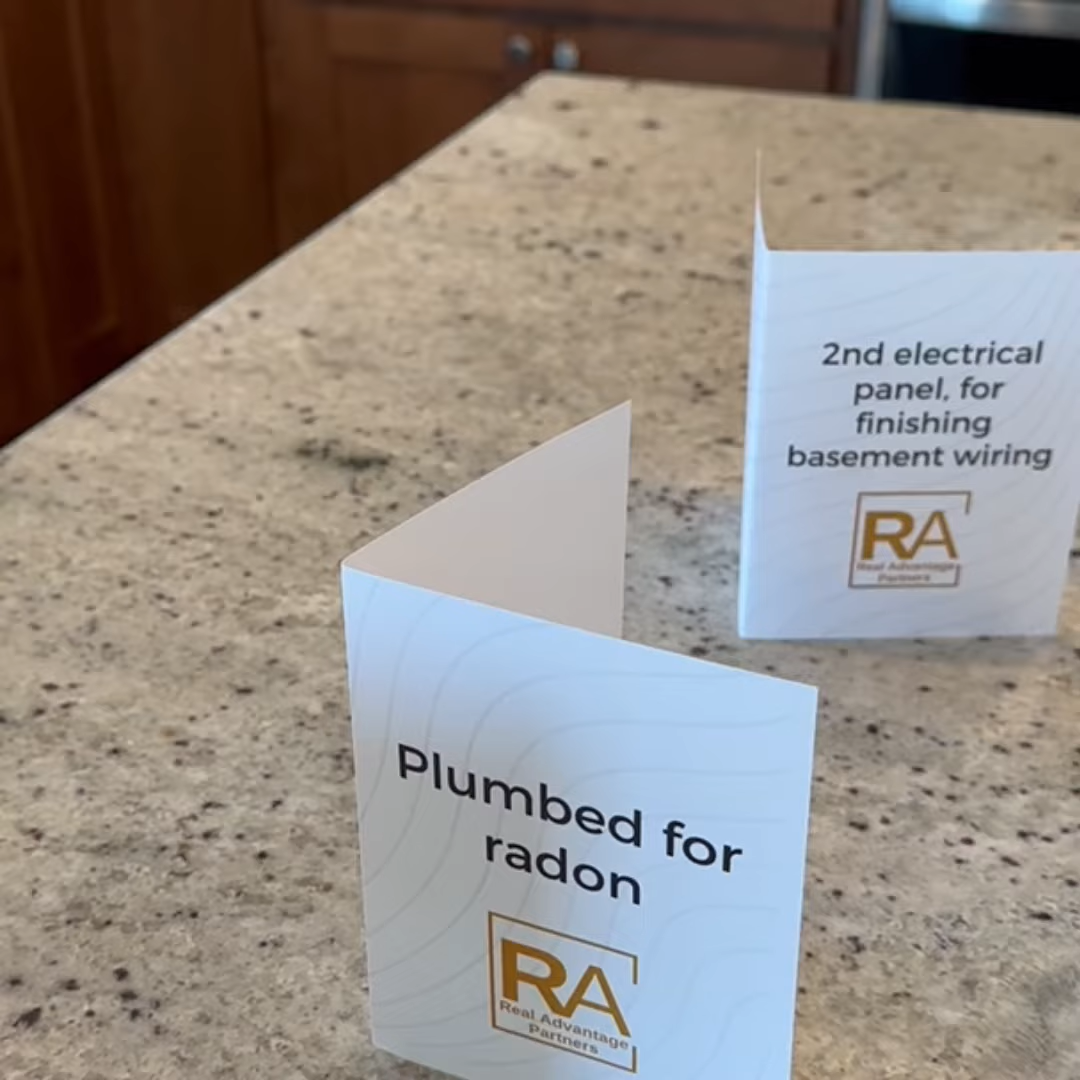 2nd electrical
panel, for
finishing
basement wiring
RA
Real Advantage
Partners
Plumbed for
radon
RA
Real Advantage
Partners